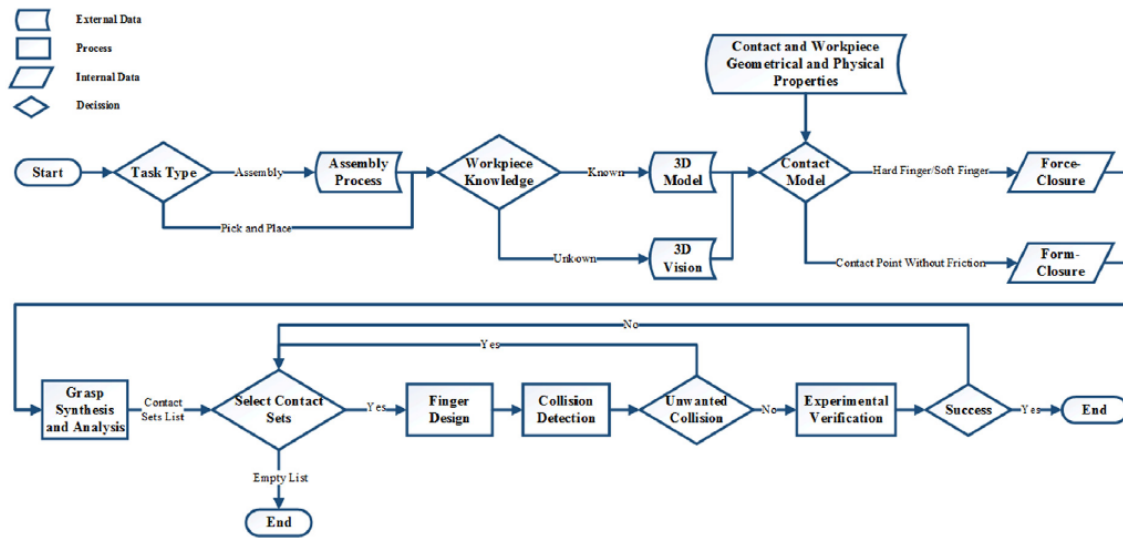 External Data
Process
Internal Data
Decission
Contact and Workpiece
Geometrical and Physical
Properties
Start
Task Type
Assembly
Assembly
Process
Workpiece
Knowledge
Known
3D
Model
Contact
Model
Hard Finger/Soft Finger
Force-
Closure
Pick and Place
Unkown
3D
Vision
Contact Point Without Friction
Form-
Closure
No
Yes
Grasp
Synthesis
and Analysis
Contact
Sets List
Select Contact
Sets
Yes
Finger
Design
Collision
Detection
Unwanted
Collision
No
Experimental
Verification
Success
Yes
End
Empty List
End